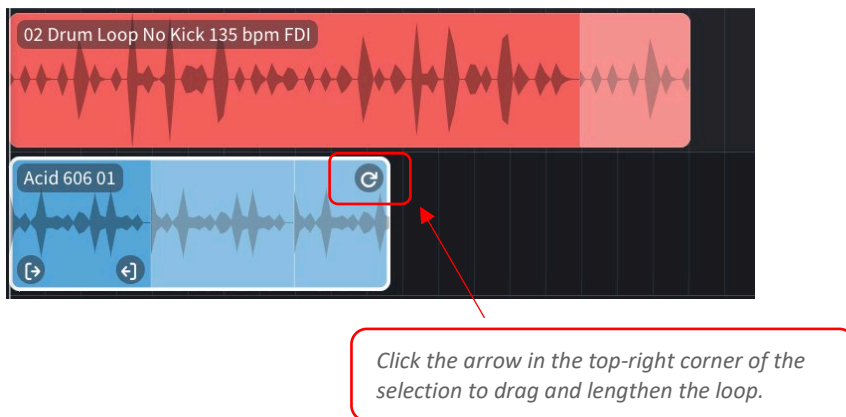 02 Drum Loop No Kick 135 bpm FDI
Acid 606 01
Click the arrow in the top-right corner of the
selection to drag and lengthen the loop.